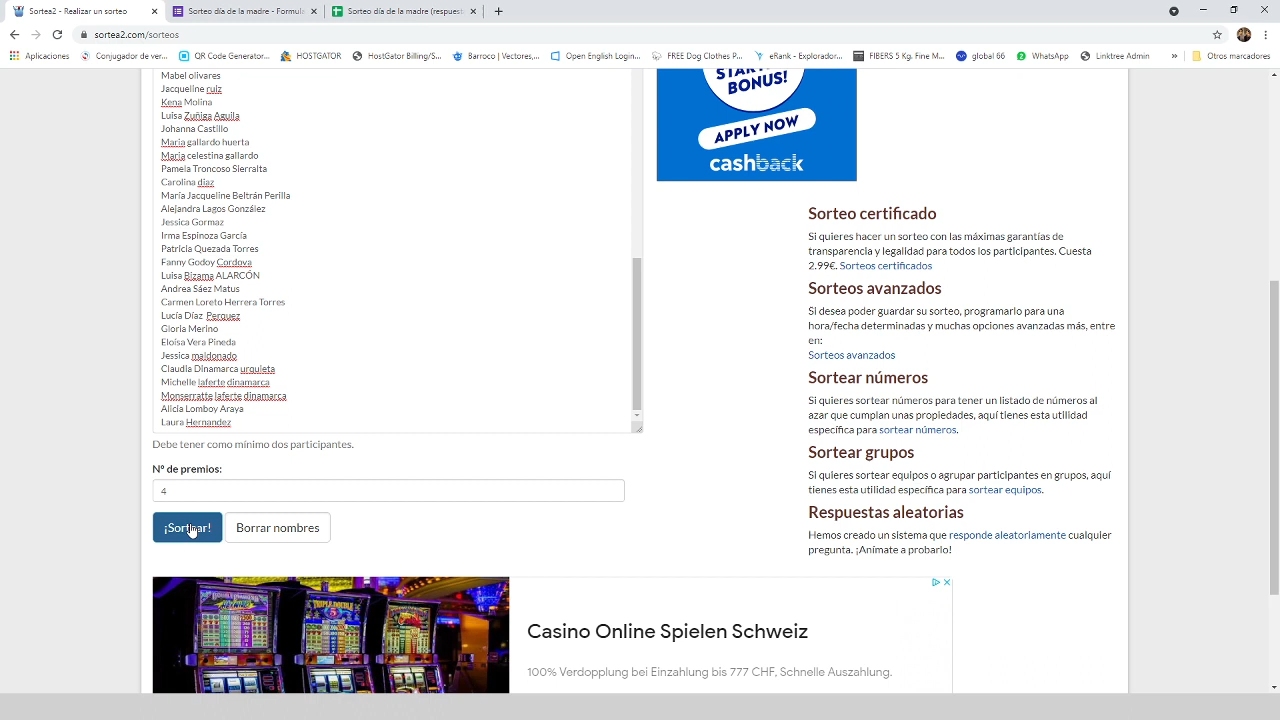 Sorteo2 - Realizar un sorteo
Sorteo día de la madre - Formula
Sorteo día de la madre (respuest
sortea2.com/sorteos
Aplicaciones
Conjugador de ver...
QR Code Generator...
HOSTGATOR
HostGator Billing/S...
Barroco | Vectores,...
Open English Login...
FREE Dog Clothes P...
eRank - Explorador...
FIBERS 5 Kg. Fine M...
global 66
WhatsApp
Linktree Admin
»
Otros marcadores
Mabel olivares
Jacqueline ruiz
Kena Molina
Luisa Zuñiga Aguila
Johanna Castillo
Maria gallardo huerta
Maria celestina gallardo
Pamela Troncoso Sierralta
Carolina diaz
María Jacqueline Beltrán Perilla
Alejandra Lagos González
Jessica Gormaz
Irma Espinoza García
Patricia Quezada Torres
Fanny Godoy Cordova
Luisa Bizama ALARCÓN
Andrea Sáez Matus
Carmen Loreto Herrera Torres
Lucía Díaz Perquez
Gloria Merino
Eloísa Vera Pineda
Jessica maldonado
Claudia Dinamarca urquieta
Michelle laferte dinamarca
Monserratte laferte dinamarca
Alicia Lomboy Araya
Laura Hernandez
Debe tener como mínimo dos participantes.
Nº de premios:
4
¡Sortear!
Borrar nombres
BONUS!
APPLY NOW
cashback
Sorteo certificado
Si quieres hacer un sorteo con las máximas garantías de
transparencia y legalidad para todos los participantes. Cuesta
2.99€. Sorteos certificados
Sorteos avanzados
Si desea poder guardar su sorteo, programarlo para una
hora/fecha determinadas y muchas opciones avanzadas más, entre
en:
Sorteos avanzados
Sortear números
Si quieres sortear números para tener un listado de números al
azar que cumplan unas propiedades, aquí tienes esta utilidad
específica para sortear números.
Sortear grupos
Si quieres sortear equipos o agrupar participantes en grupos, aquí
tienes esta utilidad específica para sortear equipos.
Respuestas aleatorias
Hemos creado un sistema que responde aleatoriamente cualquier
pregunta. ¡Anímate a probarlo!
TRIPLE DOUBLE
Casino Online Spielen Schweiz
100% Verdopplung bei Einzahlung bis 777 CHF, Schnelle Auszahlung.